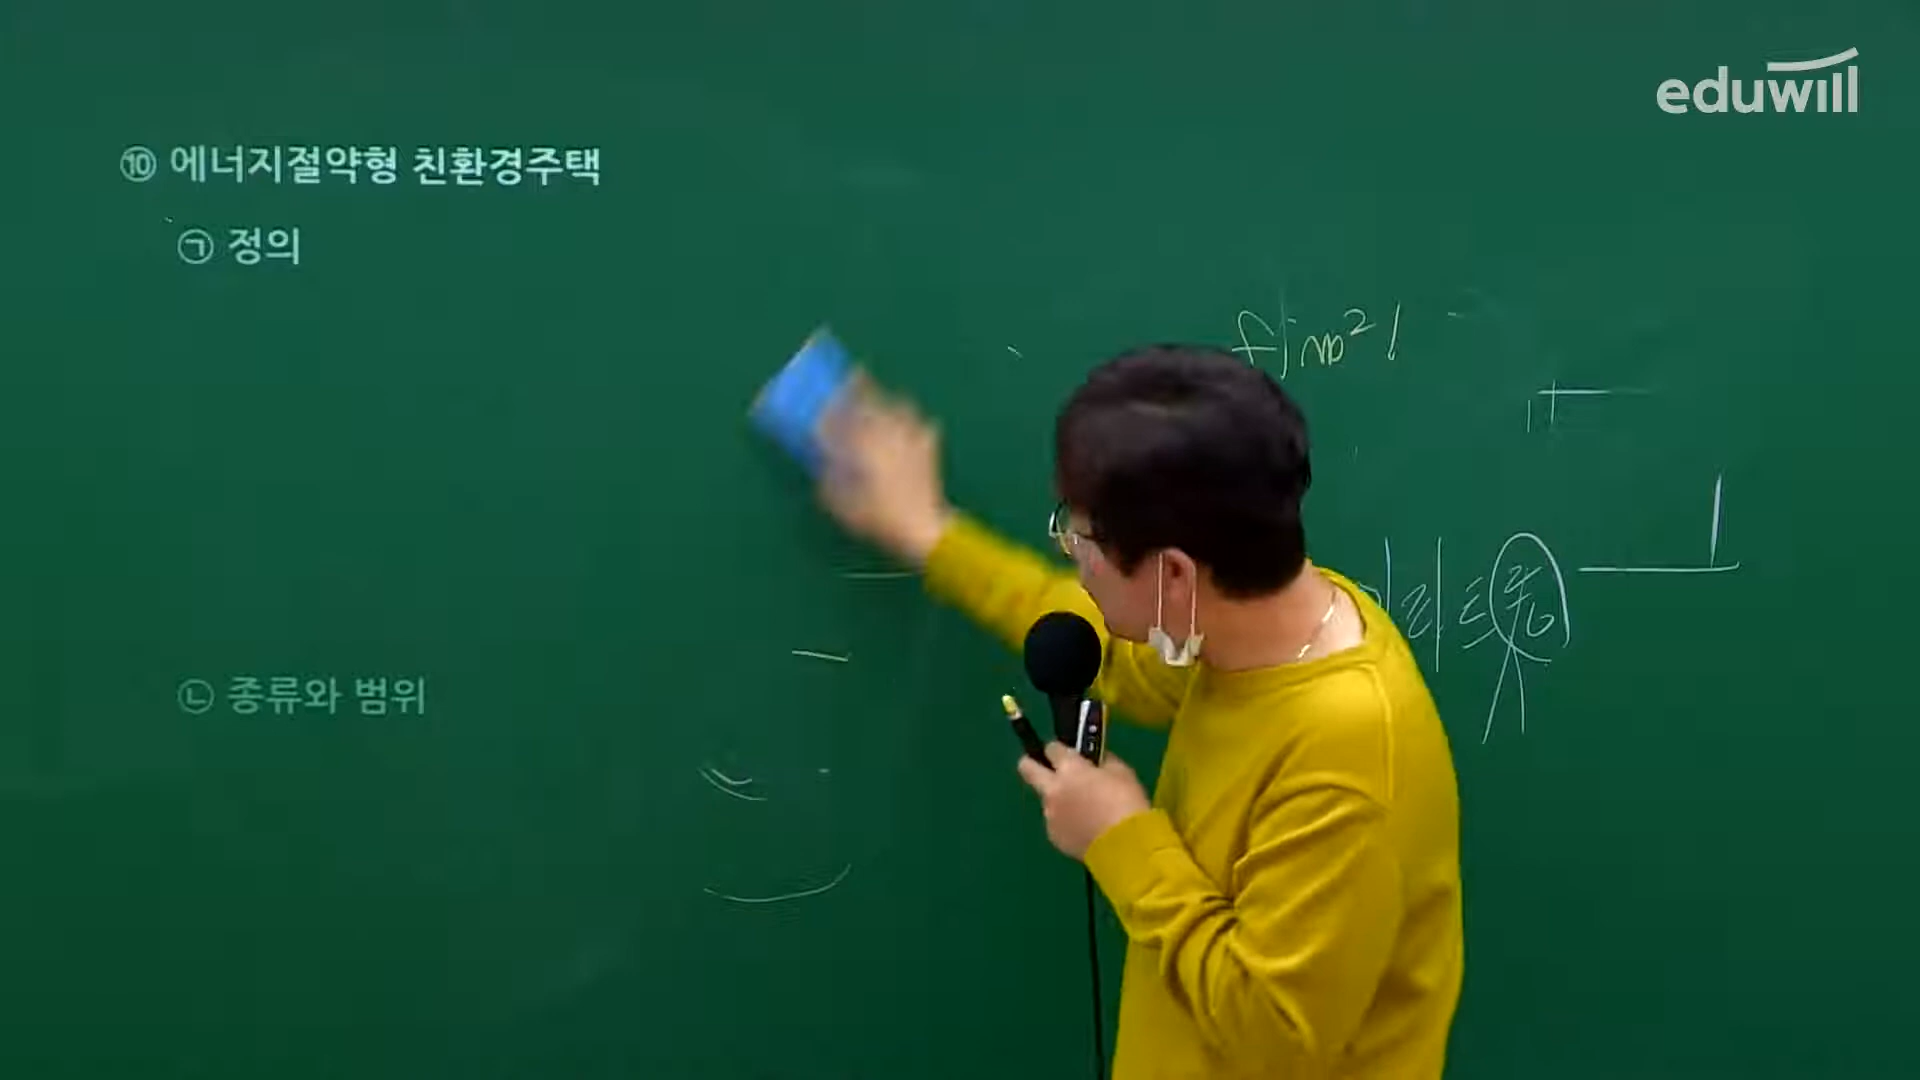 eduwill
⑩ 에너지절약형 친환경주택
㉠ 정의
㉡ 종류와 범위